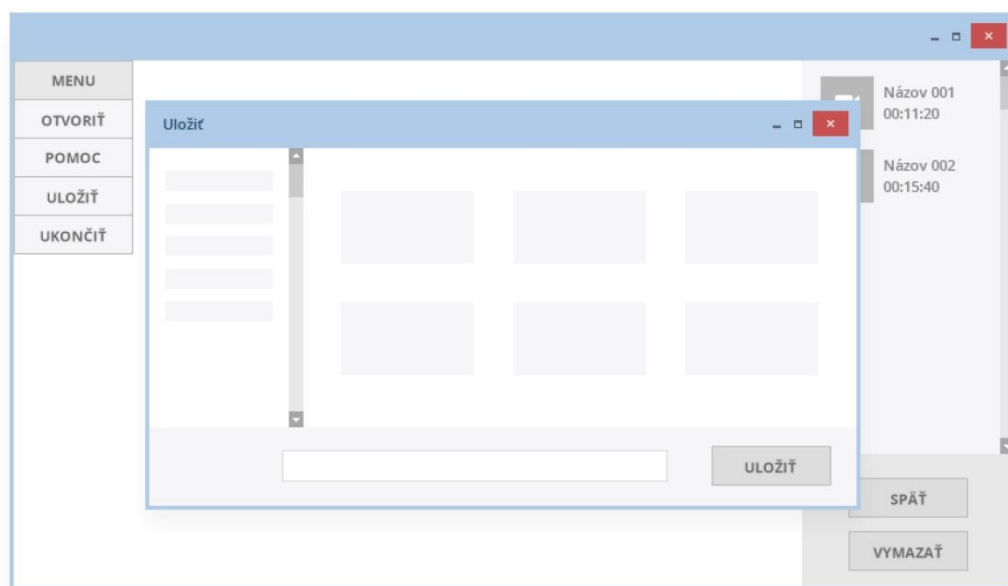 MENU
OTVORIŤ
POMOC
ULOŽIŤ
UKONČIŤ
Uložiť
ULOŽIŤ
Názov 001
00:11:20
Názov 002
00:15:40
SPÄŤ
VYMAZAŤ